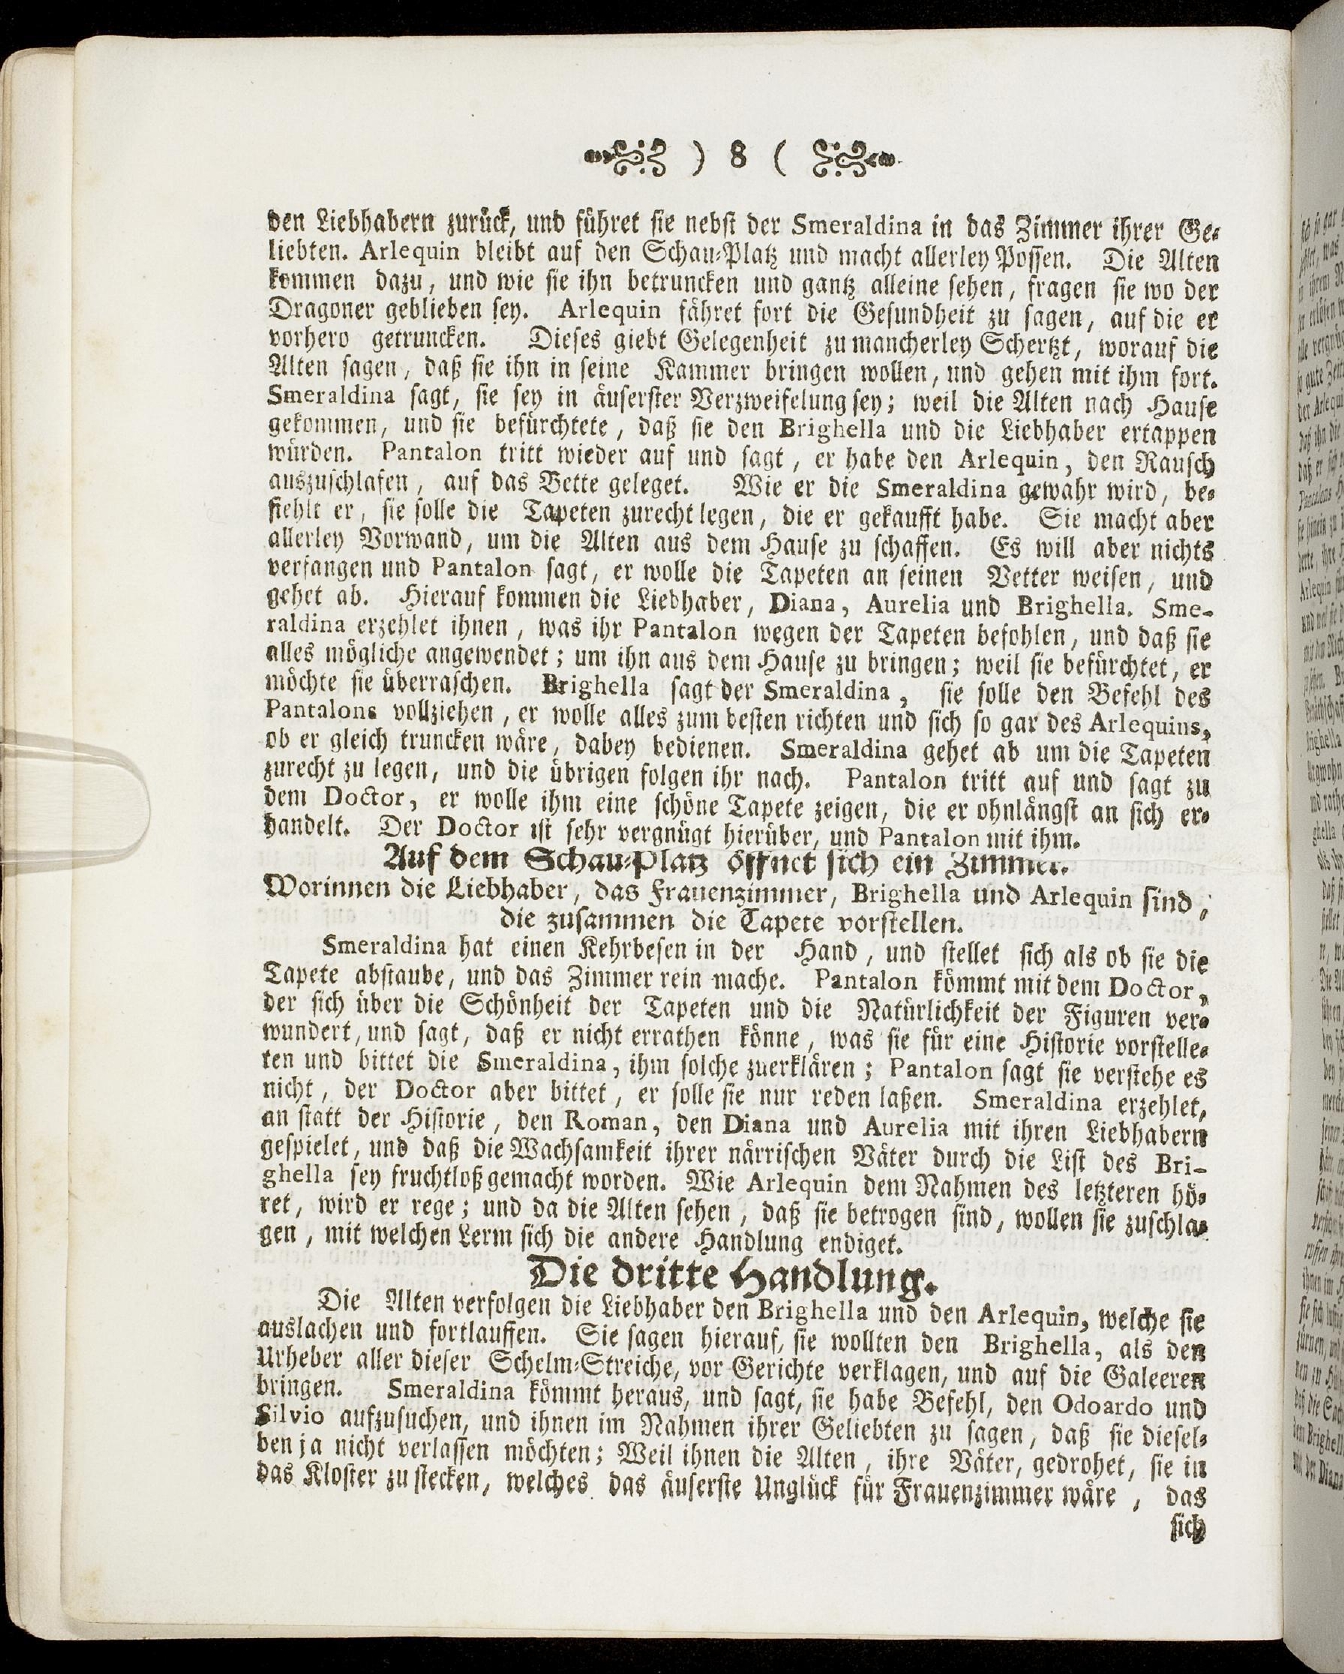 ) 8 (
den Liebhabern zurück, und führet sie nebst der Smeraldina in das Zimmer ihrer Ge-
liebten. Arlequin bleibt auf den Schau-Platz und macht allerley Possen. Die Alten
kommen dazu, und wie sie ihn betruncken und gantz alleine sehen, fragen sie wo der
Dragoner geblieben sey. Arlequin fähret fort die Gesundheit zu sagen, auf die er
vorhero getruncken. Dieses giebt Gelegenheit zu mancherley Schertzt, worauf die
Alten sagen, daß sie ihn in seine Kammer bringen wollen, und gehen mit ihm fort.
Smeraldina sagt, sie sey in äuserster Verzweifelung sey; weil die Alten nach Hause
gekommen, und sie befürchtete, daß sie den Brighella und die Liebhaber ertappen
würden. Pantalon tritt wieder auf und sagt, er habe den Arlequin, den Rausch
auszuschlafen, auf das Bette geleget. Wie er die Smeraldina gewahr wird, be-
fiehlt er, sie solle die Tapeten zurecht legen, die er gekaufft habe. Sie macht aber
allerley Vorwand, um die Alten aus dem Hause zu schaffen. Es will aber nichts
verfangen und Pantalon sagt, er wolle die Tapeten an seinen Vetter weisen, und
gehet ab. Hierauf kommen die Liebhaber, Diana, Aurelia und Brighella. Sme-
raldina erzehlet ihnen, was ihr Pantalon wegen der Tapeten befohlen, und daß sie
alles mögliche angewendet; um ihn aus dem Hause zu bringen; weil sie befürchtet, er
möchte sie überraschen. Brighella sagt der Smeraldina, sie solle den Befehl des
Pantalons vollziehen, er wolle alles zum besten richten und sich so gar des Arlequins,
ob er gleich truncken wäre, dabey bedienen. Smeraldina gehet ab um die Tapeten
zurecht zu legen, und die übrigen folgen ihr nach. Pantalon tritt auf und sagt zu
dem Doctor, er wolle ihm eine schöne Tapete zeigen, die er ohnlängst an sich er-
handelt. Der Doctor ist sehr vergnügt hierüber, und Pantalon mit ihm.
Auf dem Schau-Platz öffnet sich ein Zimmer.
Worinnen die Liebhaber, das Frauenzimmer, Brighella und Arlequin sind,
die zusammen die Tapete vorstellen.
Smeraldina hat einen Kehrbesen in der Hand, und stellet sich als ob sie die
Tapete abstaube, und das Zimmer rein mache. Pantalon kömmt mit dem Doctor,
der sich über die Schönheit der Tapeten und die Natürlichkeit der Figuren ver-
wundert, und sagt, daß er nicht errathen könne, was sie für eine Historie vorstelle-
ten und bittet die Smeraldina, ihm solche zuerklären; Pantalon sagt sie verstehe es
nicht, der Doctor aber bittet, er solle sie nur reden laßen. Smeraldina erzehlet,
an statt der Historie, den Roman, den Diana und Aurelia mit ihren Liebhabern
gespielet, und daß die Wachsamkeit ihrer närrischen Väter durch die List des Bri-
ghella sey fruchtloß gemacht worden. Wie Arlequin dem Nahmen des letzteren hö-
ret, wird er rege; und da die Alten sehen, daß sie betrogen sind, wollen sie zuschla-
gen, mit welchen Lerm sich die andere Handlung endiget.
Die dritte Handlung.
Die Alten verfolgen die Liebhaber den Brighella und den Arlequin, welche sie
auslachen und fortlauffen. Sie sagen hierauf, sie wollten den Brighella, als den
Urheber aller dieser Schelm-Streiche, vor Gerichte verklagen, und auf die Galeeren
bringen. Smeraldina kömmt heraus, und sagt, sie habe Befehl, den Odoardo und
Silvio aufzusuchen, und ihnen im Nahmen ihrer Geliebten zu sagen, daß sie diesel-
ben ja nicht verlassen möchten; Weil ihnen die Alten, ihre Väter, gedrohet, sie in
das Kloster zu stecken, welches das äuserste Unglück für Frauenzimmer wäre, das
sich